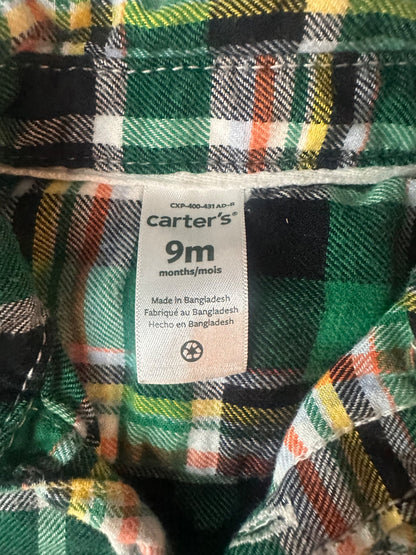 CXP-400-431 AD-R
carter's®
9m
months/mois
Made in Bangladesh
Fabriqué au Bangladesh
Hecho en Bangladesh